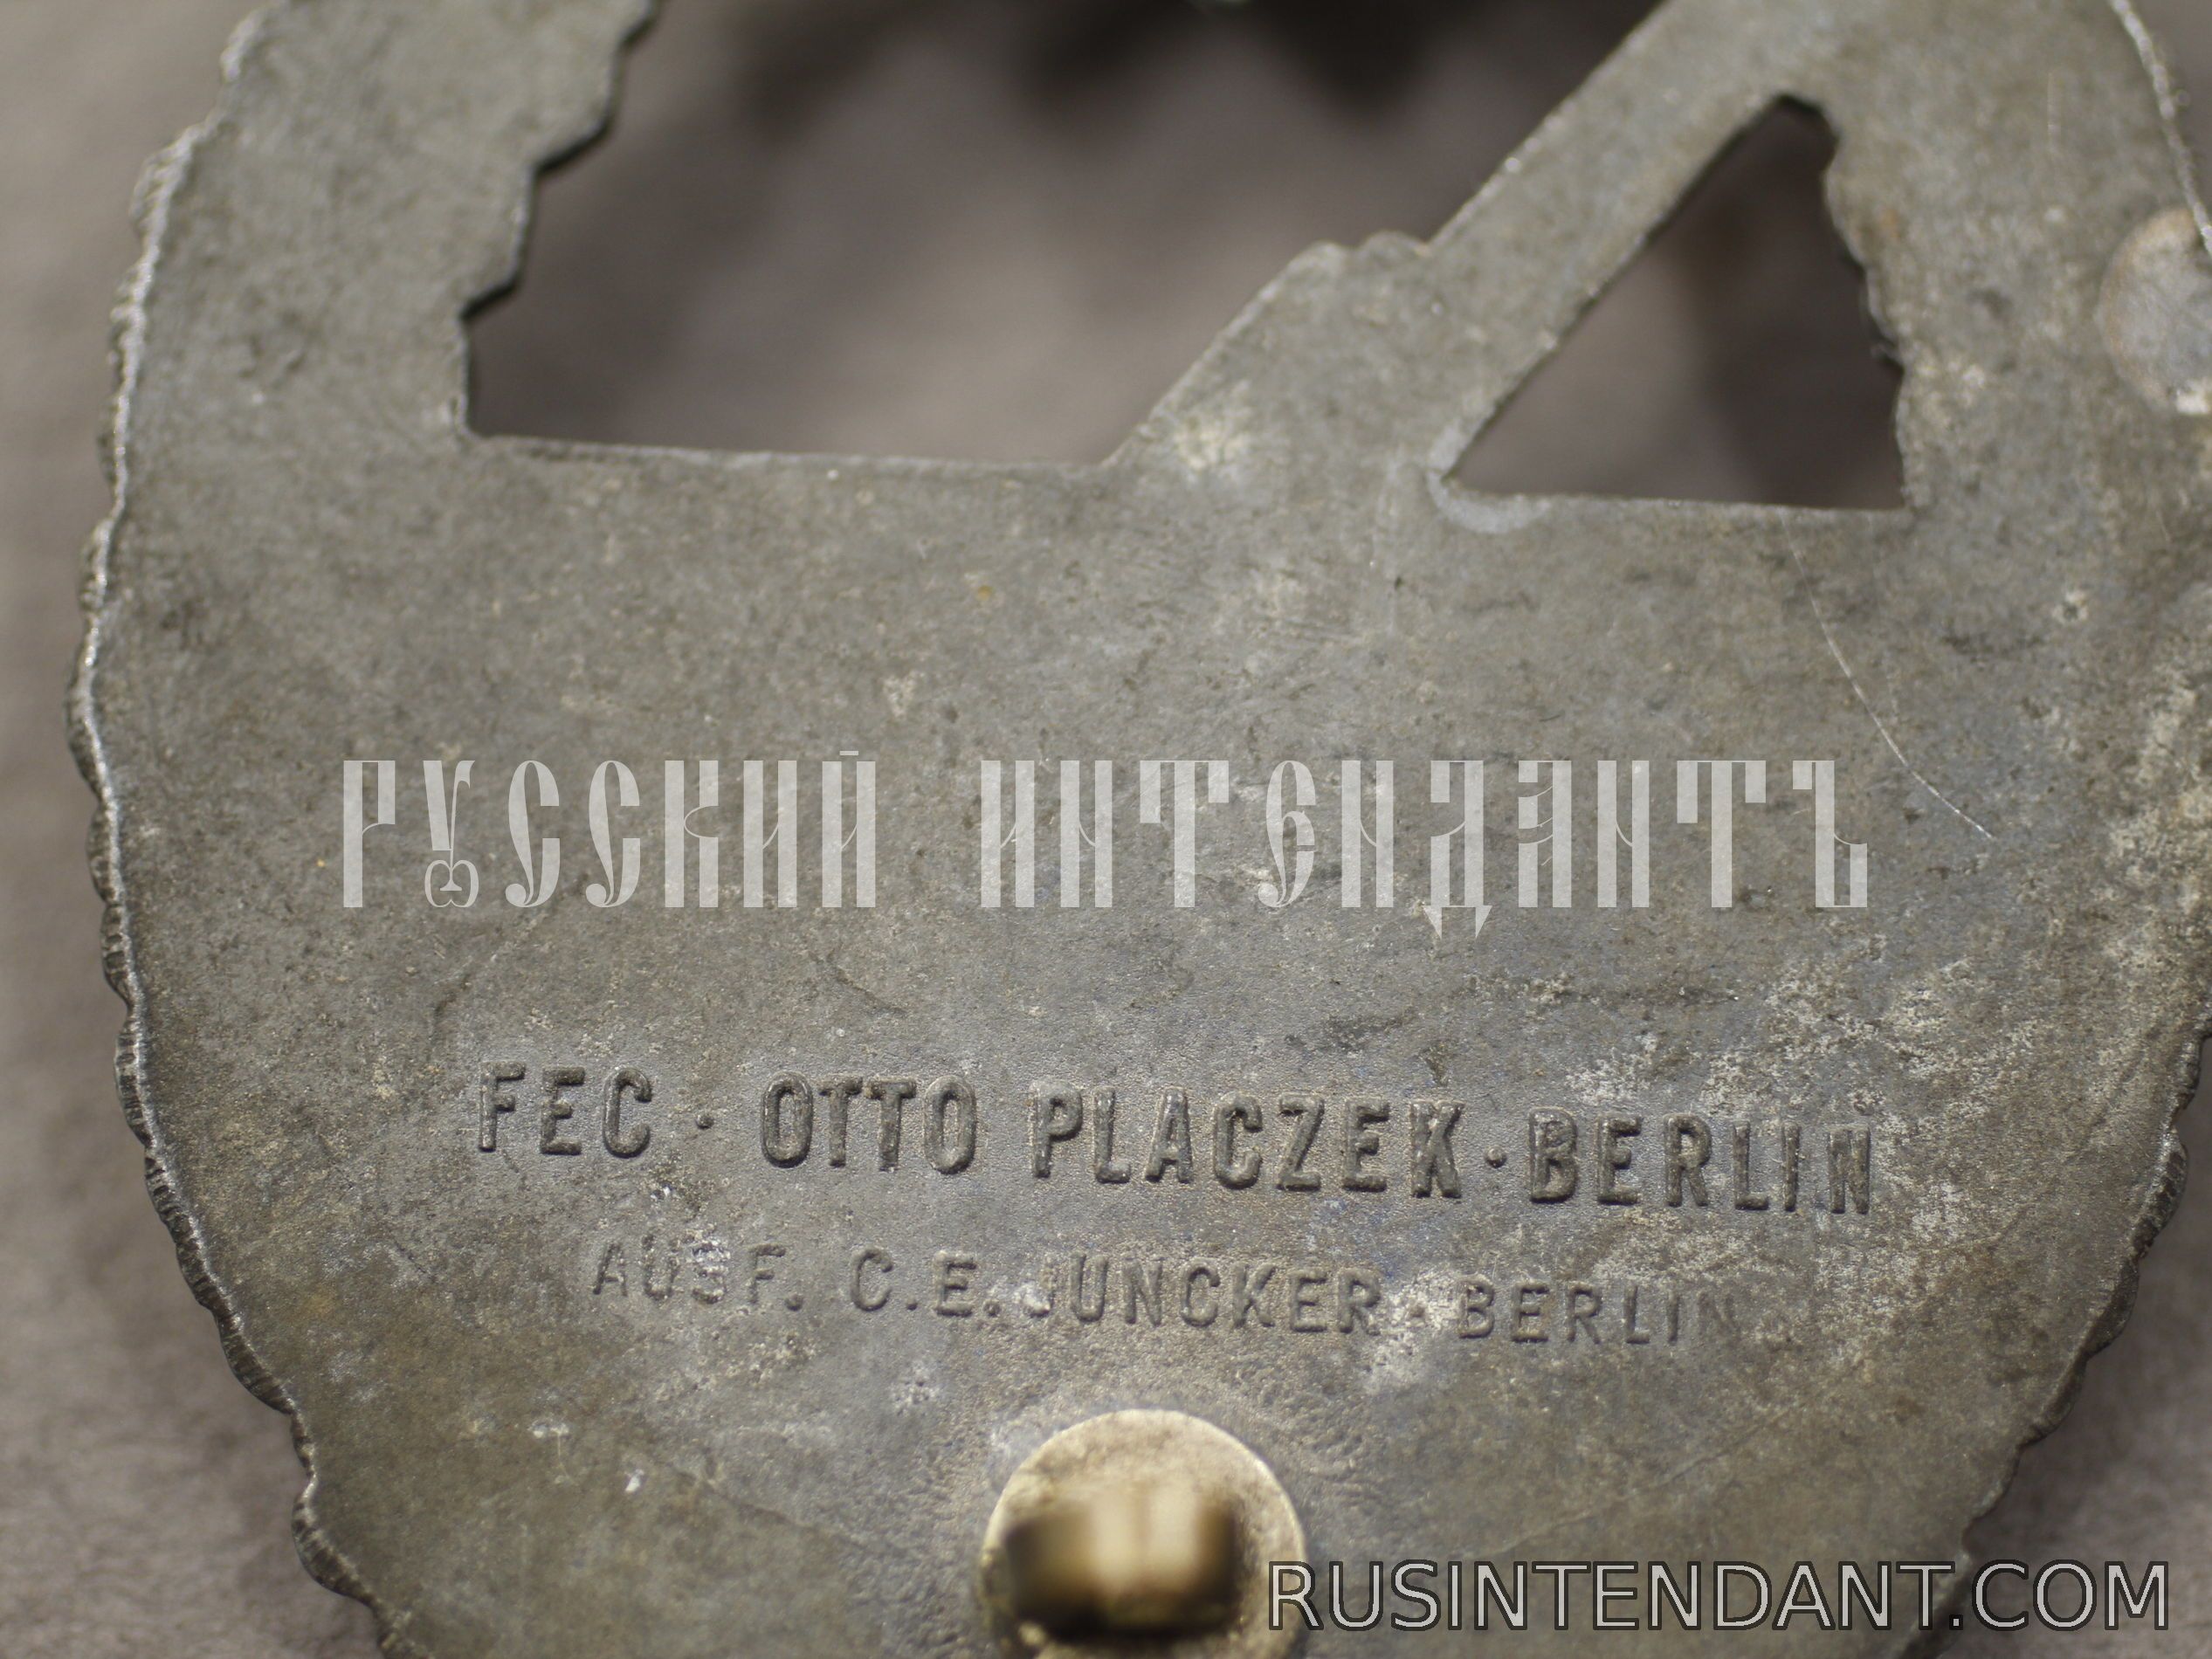 РУССКИЙ ИНТЕНДАНТЪ
FEC · OTTO PLACZEK · BERLIN
AUSF. C.E. JUNCKER · BERLIN
RUSINTENDANT.COM